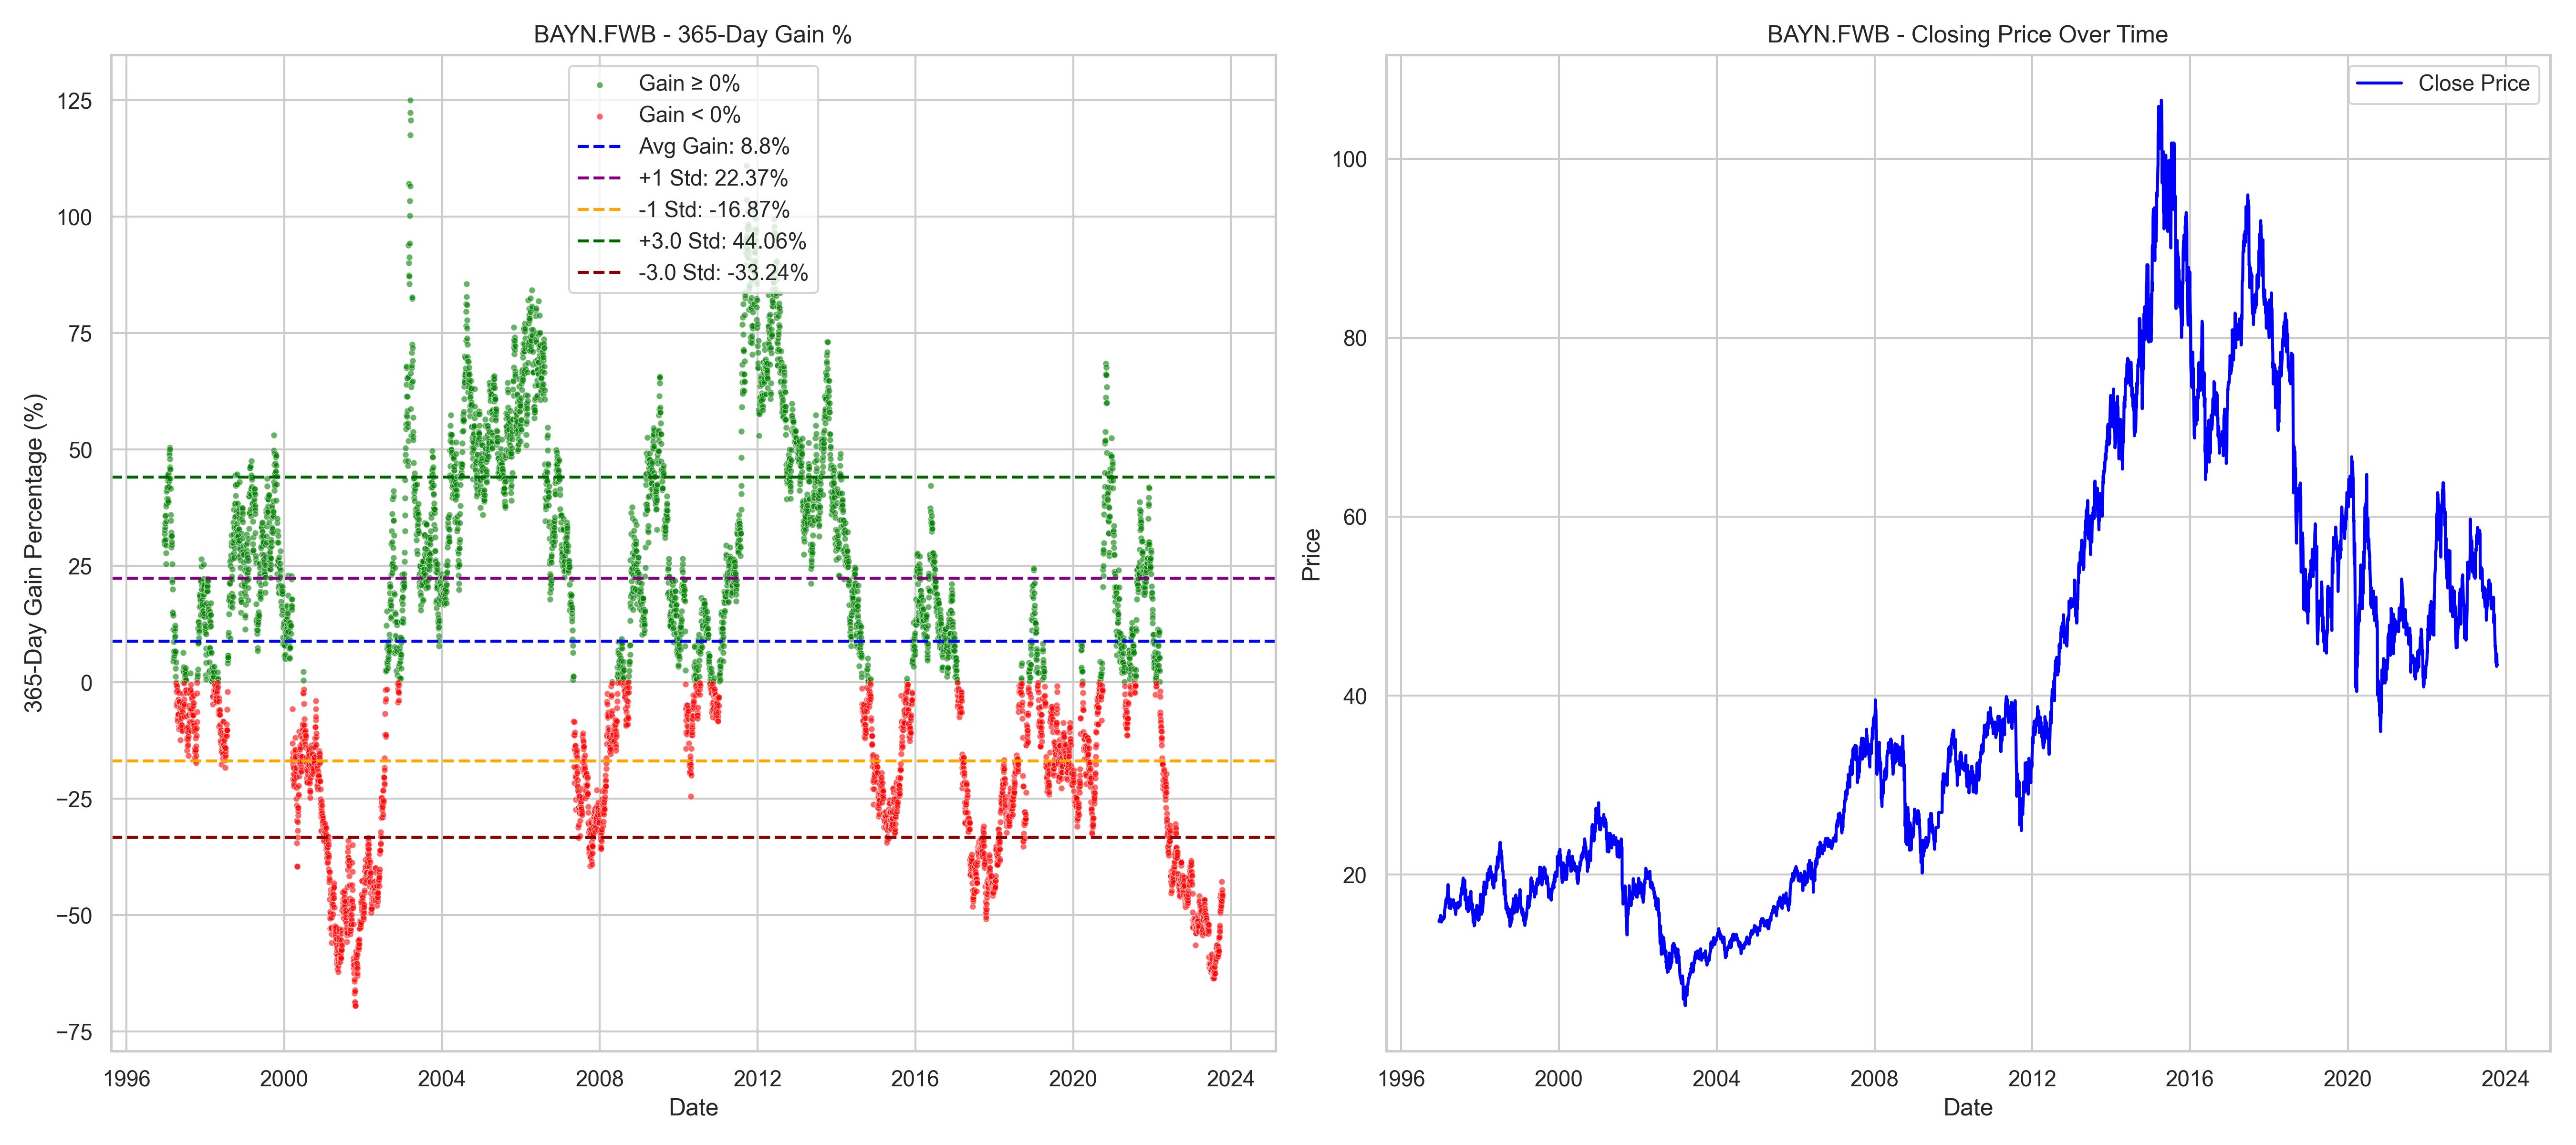 BAYN.FWB - 365-Day Gain %
Gain ≥ 0%
Gain < 0%
Avg Gain: 8.8%
+1 Std: 22.37%
-1 Std: -16.87%
+3.0 Std: 44.06%
-3.0 Std: -33.24%
365-Day Gain Percentage (%)
125
100
75
50
25
0
−25
−50
−75
1996 2000 2004 2008 2012 2016 2020 2024
Date
BAYN.FWB - Closing Price Over Time
Close Price
Price
100
80
60
40
20
1996 2000 2004 2008 2012 2016 2020 2024
Date